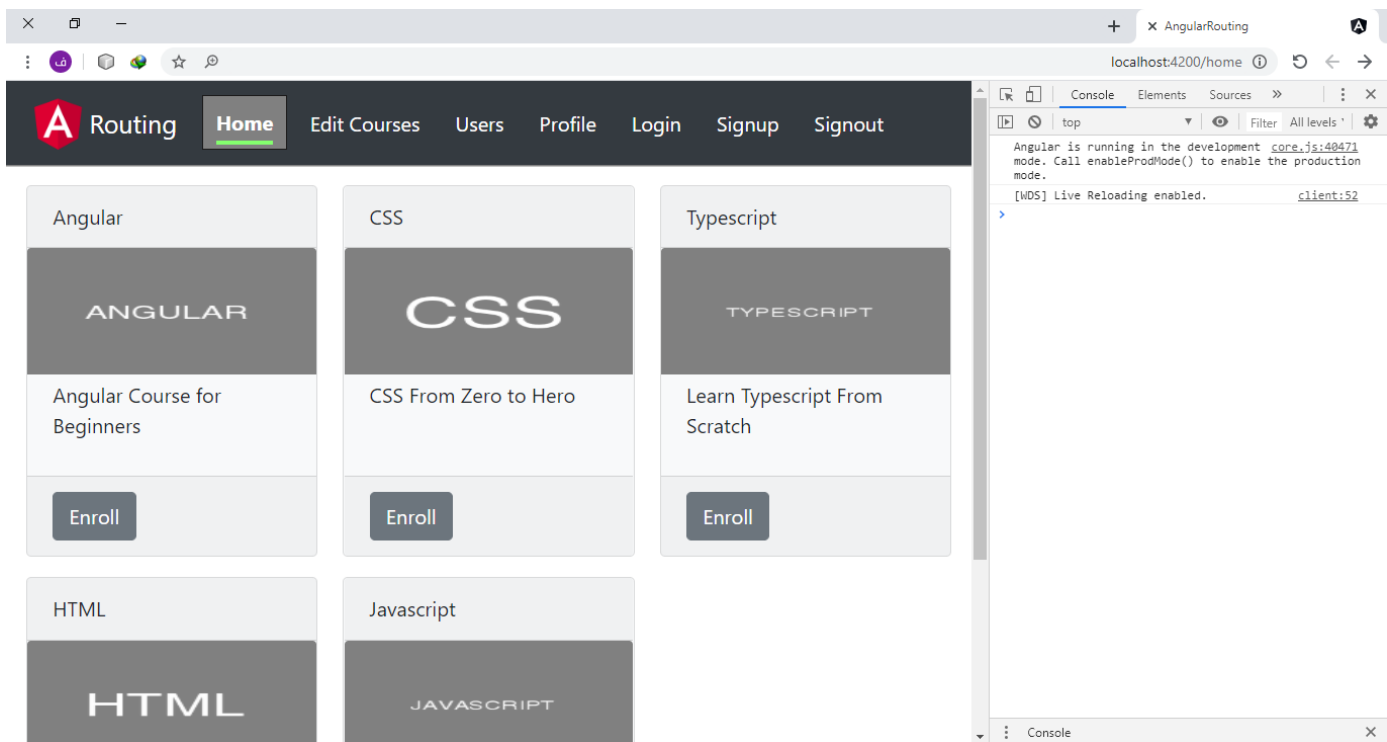 AngularRouting
ف
localhost:4200/home
Routing
Home
Edit Courses
Users
Profile
Login
Signup
Signout
Angular
ANGULAR
Angular Course for
Beginners
Enroll
CSS
CSS
CSS From Zero to Hero
Enroll
Typescript
TYPESCRIPT
Learn Typescript From
Scratch
Enroll
HTML
HTML
Javascript
JAVASCRIPT
Console Elements Sources
top Filter All levels
Angular is running in the development core.js:40471
mode. Call enableProdMode() to enable the production
mode.
[WDS] Live Reloading enabled. client:52
Console